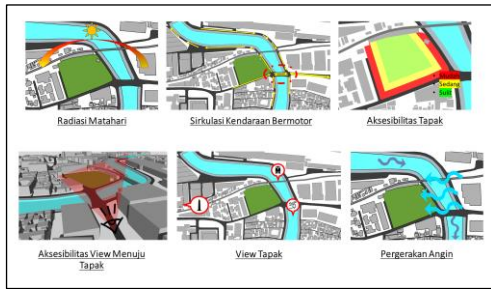 Radiasi Matahari
Sirkulasi Kendaraan Bermotor
Aksesibilitas Tapak
Mudah
Sedang
Sulit
Aksesibilitas View Menuju
Tapak
View Tapak
Pergerakan Angin